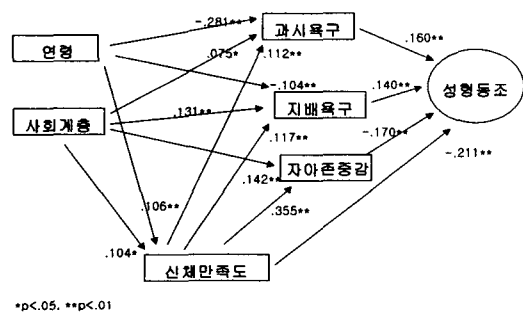 -.281**
과시욕구
.160**
연령
.075*
.112**
-.104**
.140**
성형동조
지배욕구
.131**
사회계층
.117**
-.170**
자아존중감
-.211**
.142**
.106**
.355**
.104*
신체만족도
*p<.05, **p<.01